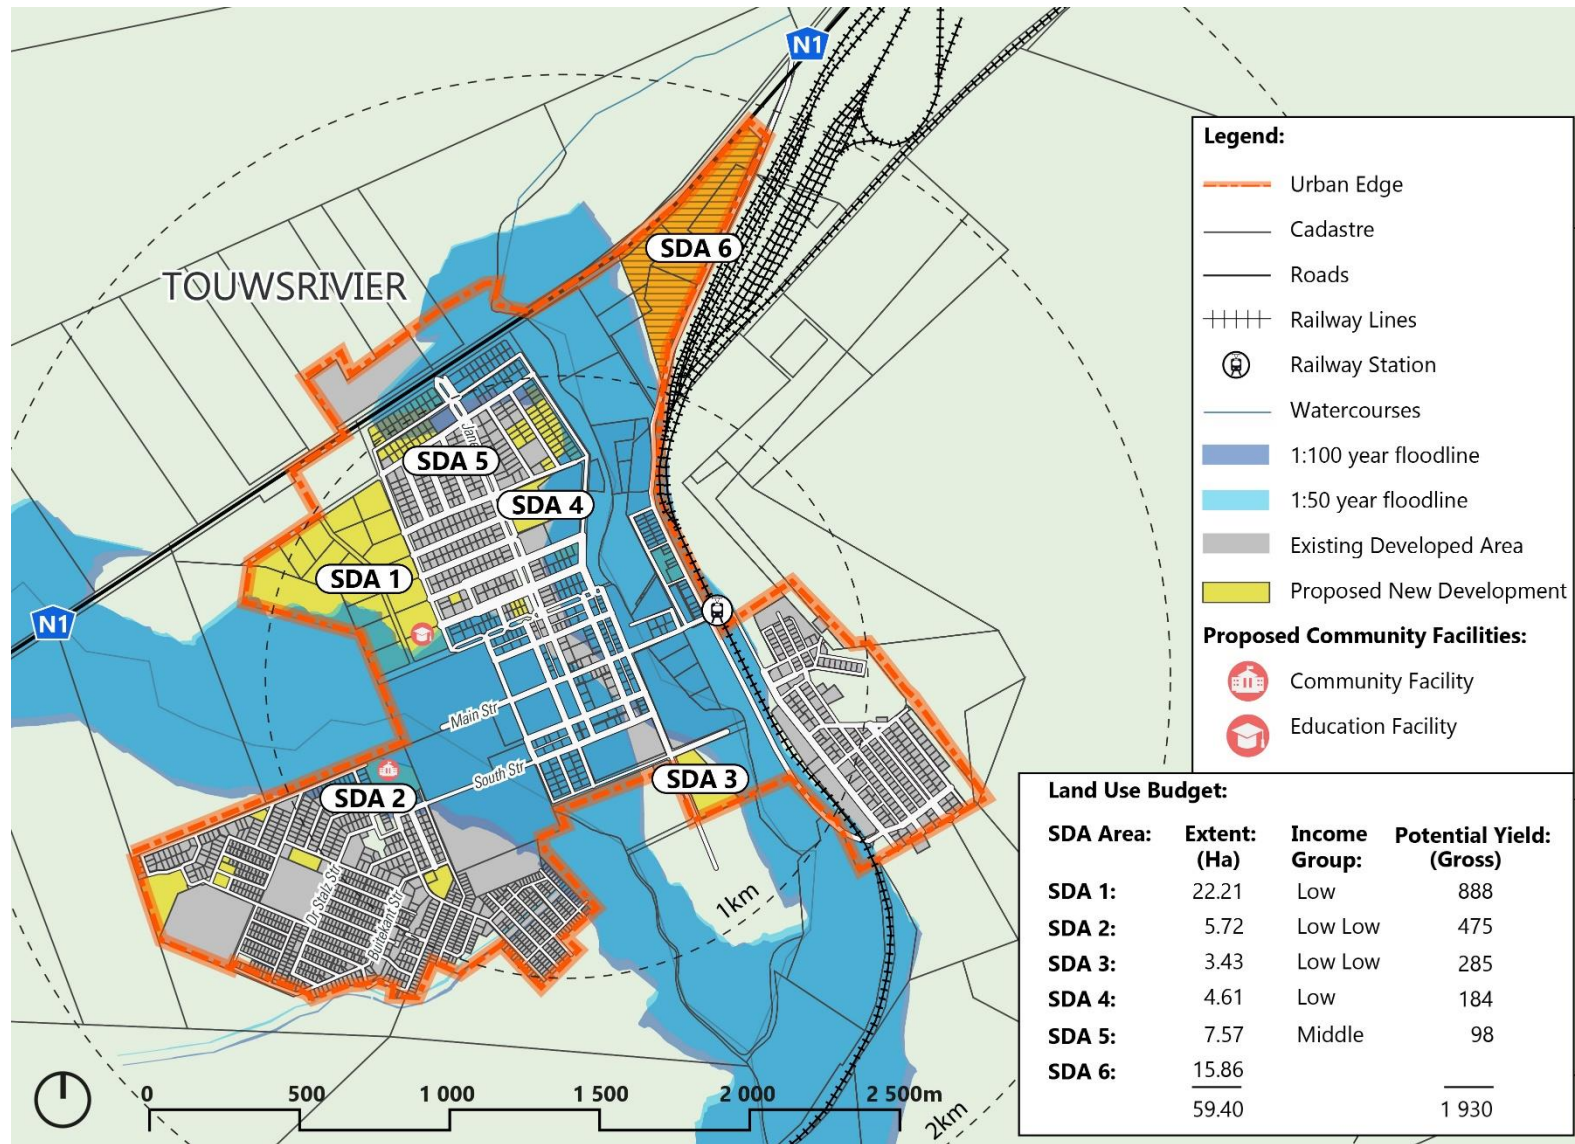 N1
TOUWSRIVIER
SDA 6
SDA 5
SDA 4
SDA 1
N1
Main Str
South Str
SDA 3
SDA 2
Dr Stalz Str
Buitekant Str
1km
2km
0 500 1 000 1 500 2 000 2 500m
Legend:
Urban Edge
Cadastre
Roads
Railway Lines
Railway Station
Watercourses
1:100 year floodline
1:50 year floodline
Existing Developed Area
Proposed New Development
Proposed Community Facilities:
Community Facility
Education Facility
Land Use Budget:
SDA Area: Extent: Income Potential Yield:
(Ha) Group: (Gross)
SDA 1: 22.21 Low 888
SDA 2: 5.72 Low Low 475
SDA 3: 3.43 Low Low 285
SDA 4: 4.61 Low 184
SDA 5: 7.57 Middle 98
SDA 6: 15.86
59.40 1 930